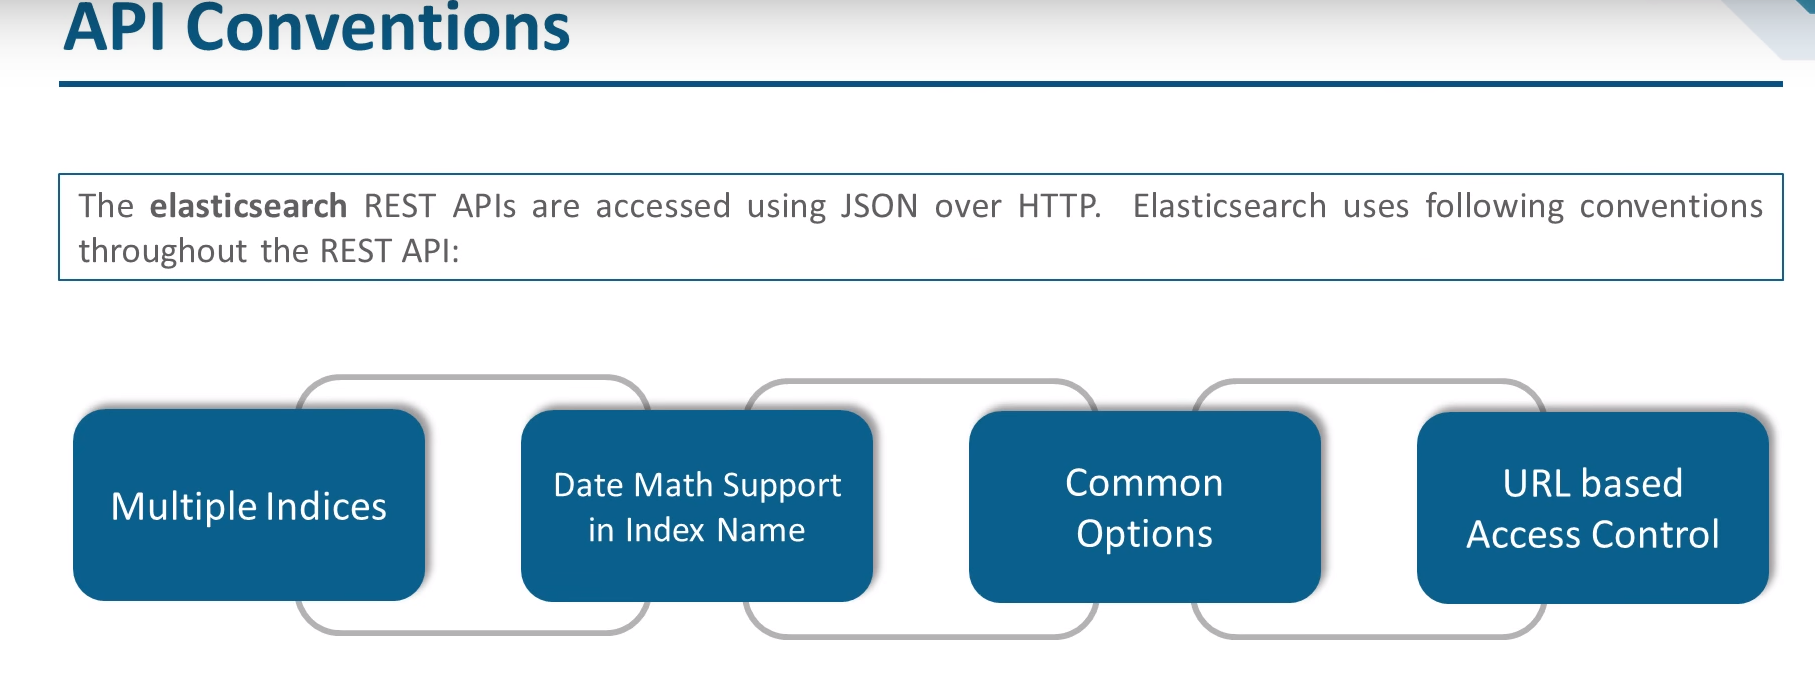 API Conventions
The elasticsearch REST APIs are accessed using JSON over HTTP. Elasticsearch uses following conventions
throughout the REST API:
Multiple Indices
Date Math Support
in Index Name
Common
Options
URL based
Access Control